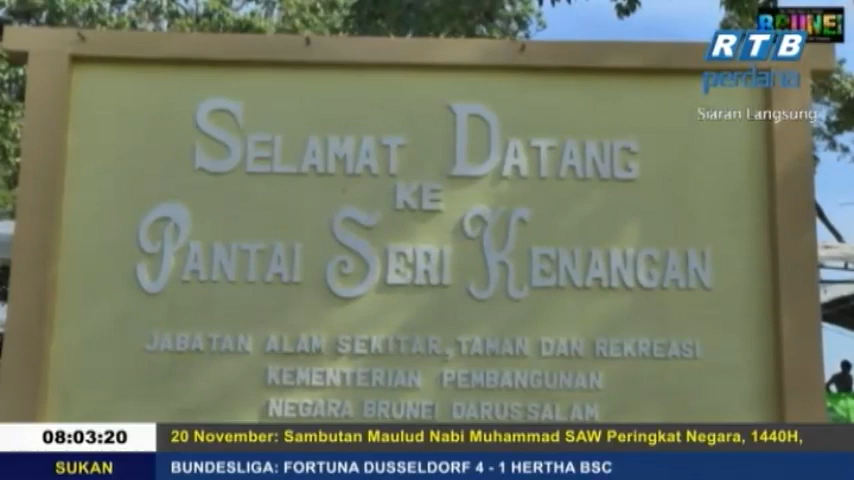 BRUNEI
RTB
perdana
Siaran Langsung
SELAMAT DATANG
KE
PANTAI SERI KENANGAN
JABATAN ALAM SEKITAR, TAMAN DAN REKREASI
KEMENTERIAN PEMBANGUNAN
NEGARA BRUNEI DARUSSALAM
08:03:20 20 November: Sambutan Maulud Nabi Muhammad SAW Peringkat Negara, 1440H,
SUKAN BUNDESLIGA: FORTUNA DUSSELDORF 4 - 1 HERTHA BSC